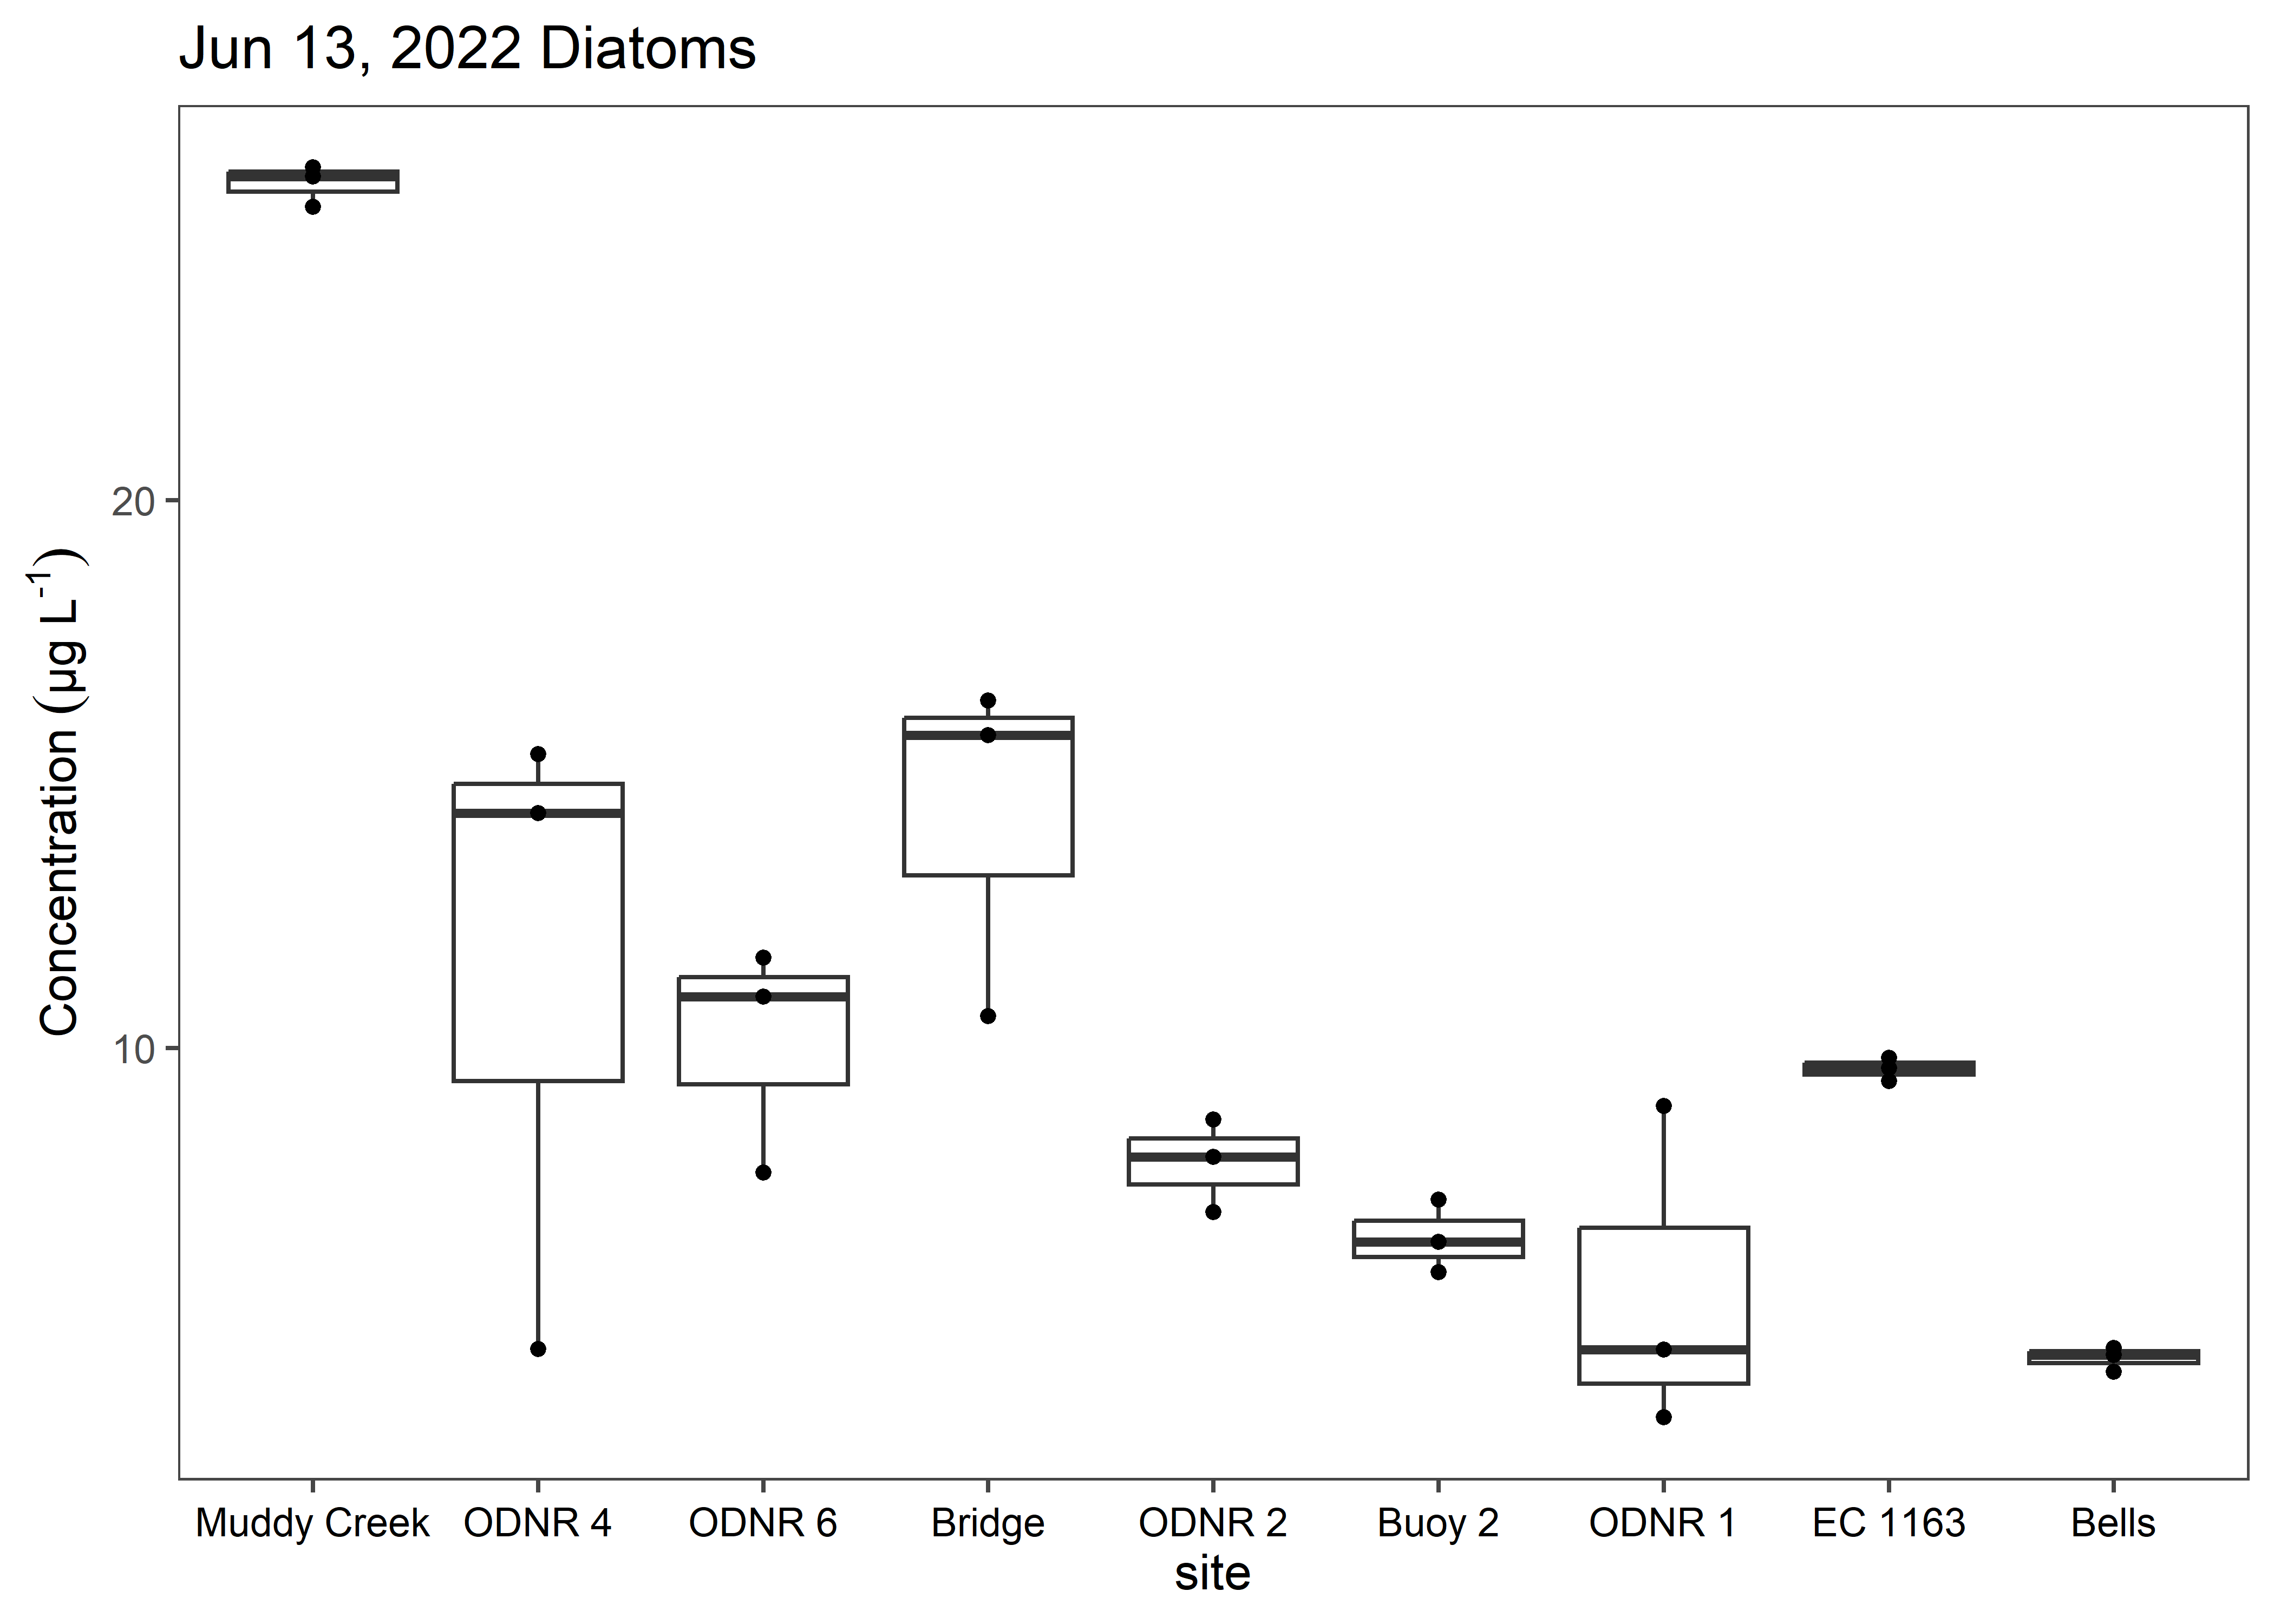 Jun 13, 2022 Diatoms
Concentration (µg L⁻¹)
20
10
Muddy Creek ODNR 4 ODNR 6 Bridge ODNR 2 Buoy 2 ODNR 1 EC 1163 Bells
site